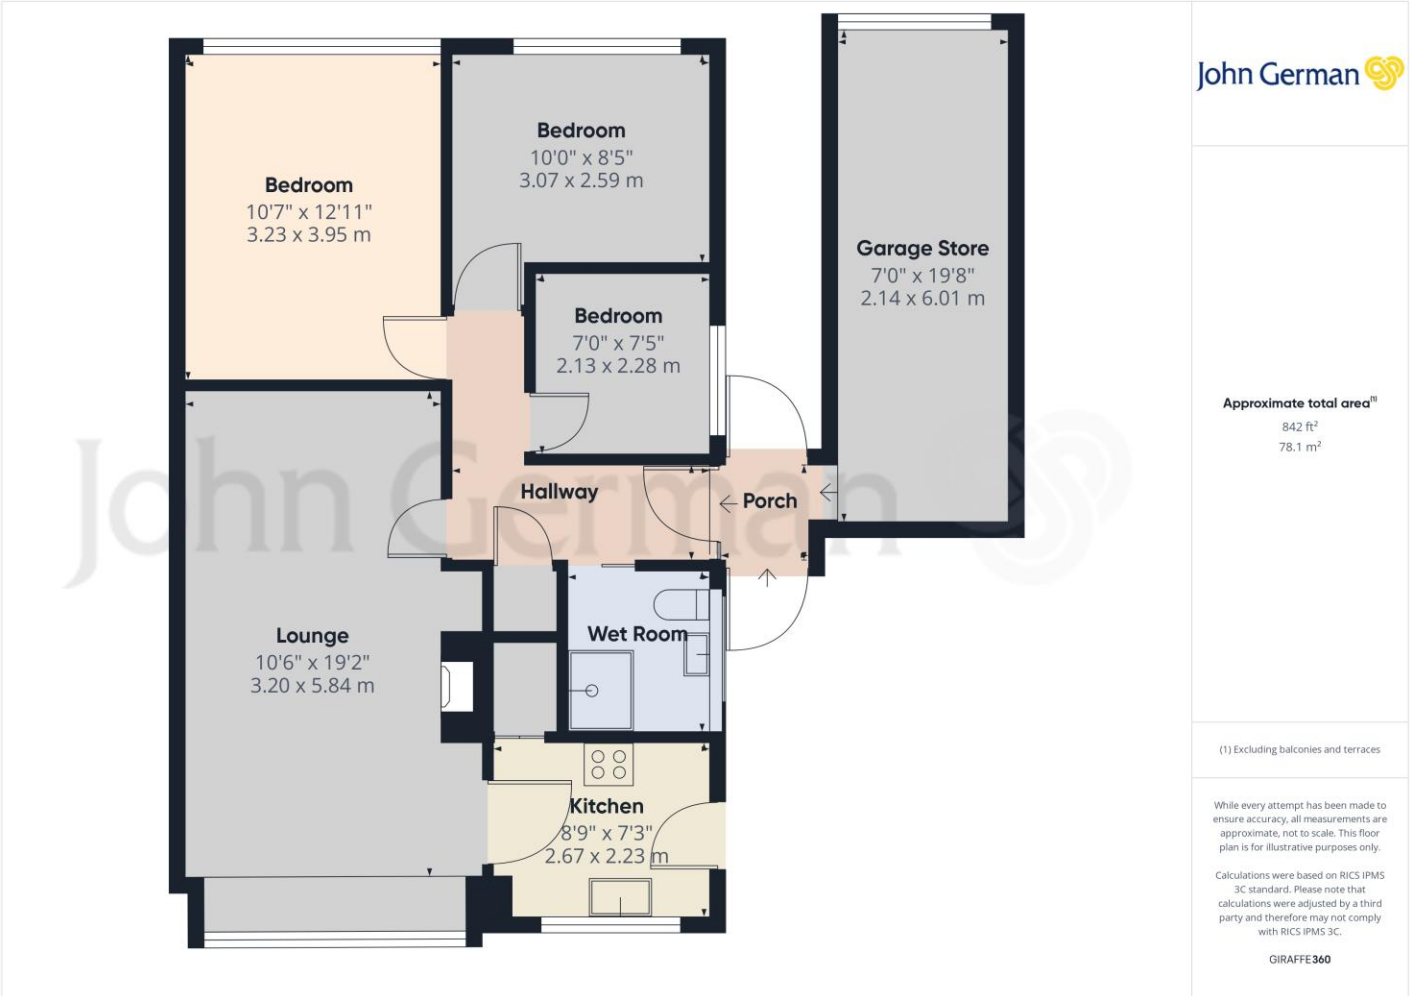 John German
Bedroom
10'7" x 12'11"
3.23 x 3.95 m
Bedroom
10'0" x 8'5"
3.07 x 2.59 m
Bedroom
7'0" x 7'5"
2.13 x 2.28 m
Garage Store
7'0" x 19'8"
2.14 x 6.01 m
John German
Hallway
Porch
Lounge
10'6" x 19'2"
3.20 x 5.84 m
Wet Room
Kitchen
8'9" x 7'3"
2.67 x 2.23 m
Approximate total area⁽¹⁾
842 ft²
78.1 m²
(1) Excluding balconies and terraces
While every attempt has been made to
ensure accuracy, all measurements are
approximate, not to scale. This floor
plan is for illustrative purposes only.
Calculations were based on RICS IPMS
3C standard. Please note that
calculations were adjusted by a third
party and therefore may not comply
with RICS IPMS 3C.
GIRAFFE360